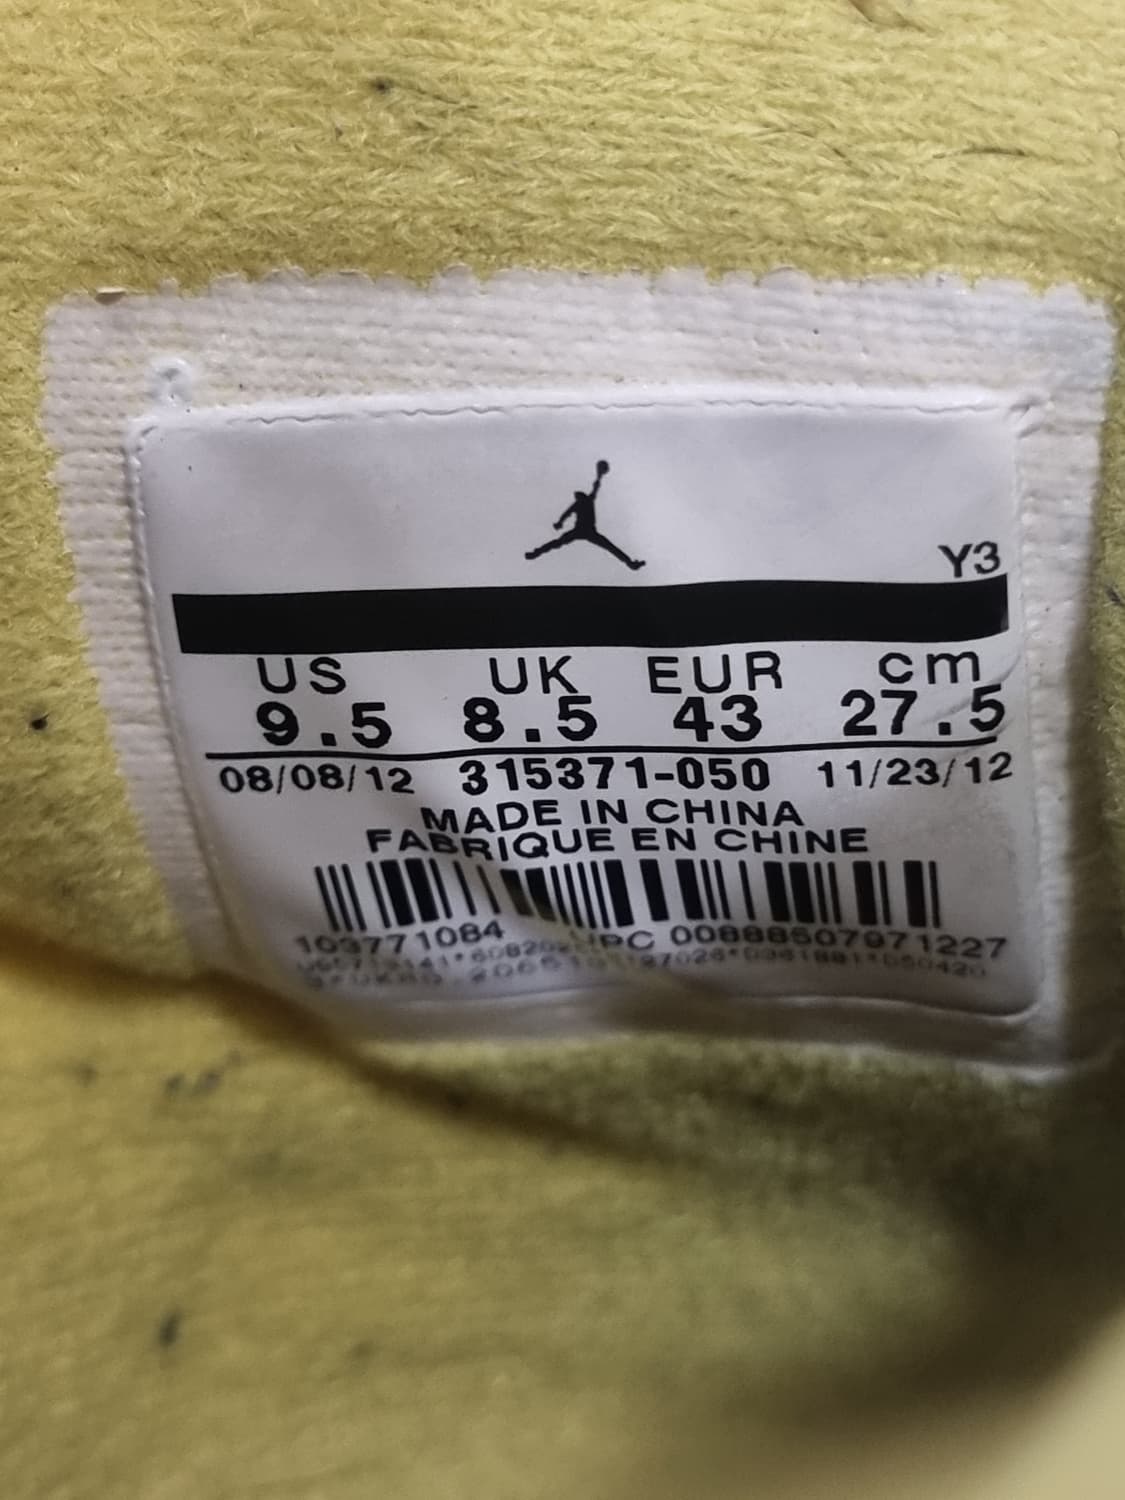 Y3
US UK EUR cm
9.5 8.5 43 27.5
08/08/12 315371-050 11/23/12
MADE IN CHINA
FABRIQUE EN CHINE
103771084 UPC 00888507971227